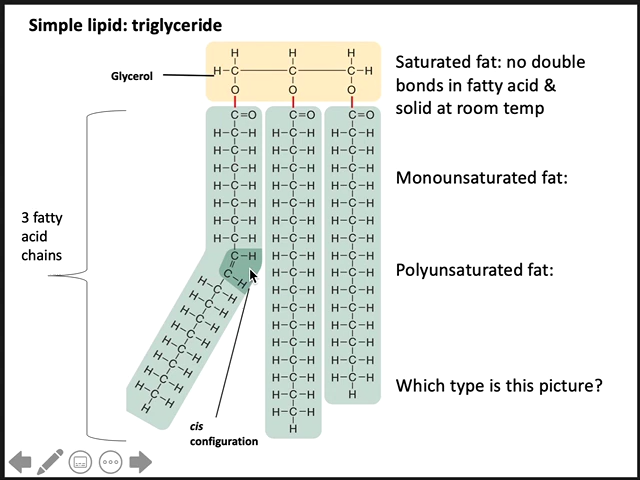 Simple lipid: triglyceride
Glycerol
H H H
H–C C C–H
O O O
C=O C=O C=O
3 fatty
acid
chains
cis
configuration
Saturated fat: no double
bonds in fatty acid &
solid at room temp
Monounsaturated fat:
Polyunsaturated fat:
Which type is this picture?